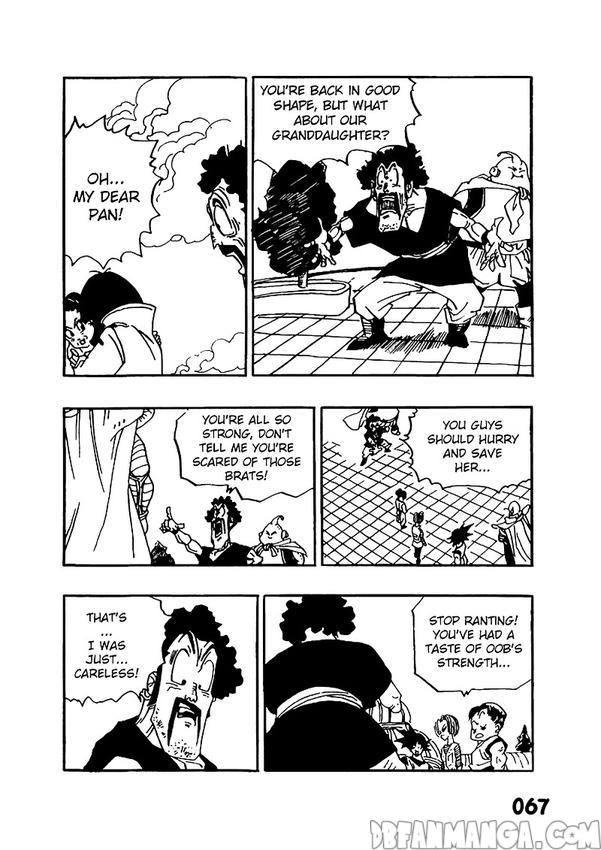 YOU'RE BACK IN GOOD
SHAPE, BUT WHAT
ABOUT OUR
GRANDDAUGHTER?
OH...
MY DEAR
PAN!
YOU GUYS
SHOULD HURRY
AND SAVE
HER...
YOU'RE ALL SO
STRONG, DON'T
TELL ME YOU'RE
SCARED OF THOSE
BRATS!
STOP RANTING!
YOU'VE HAD A
TASTE OF OOB'S
STRENGTH...
THAT'S
...
I WAS
JUST...
CARELESS!
067
DBFANMANGA.COM